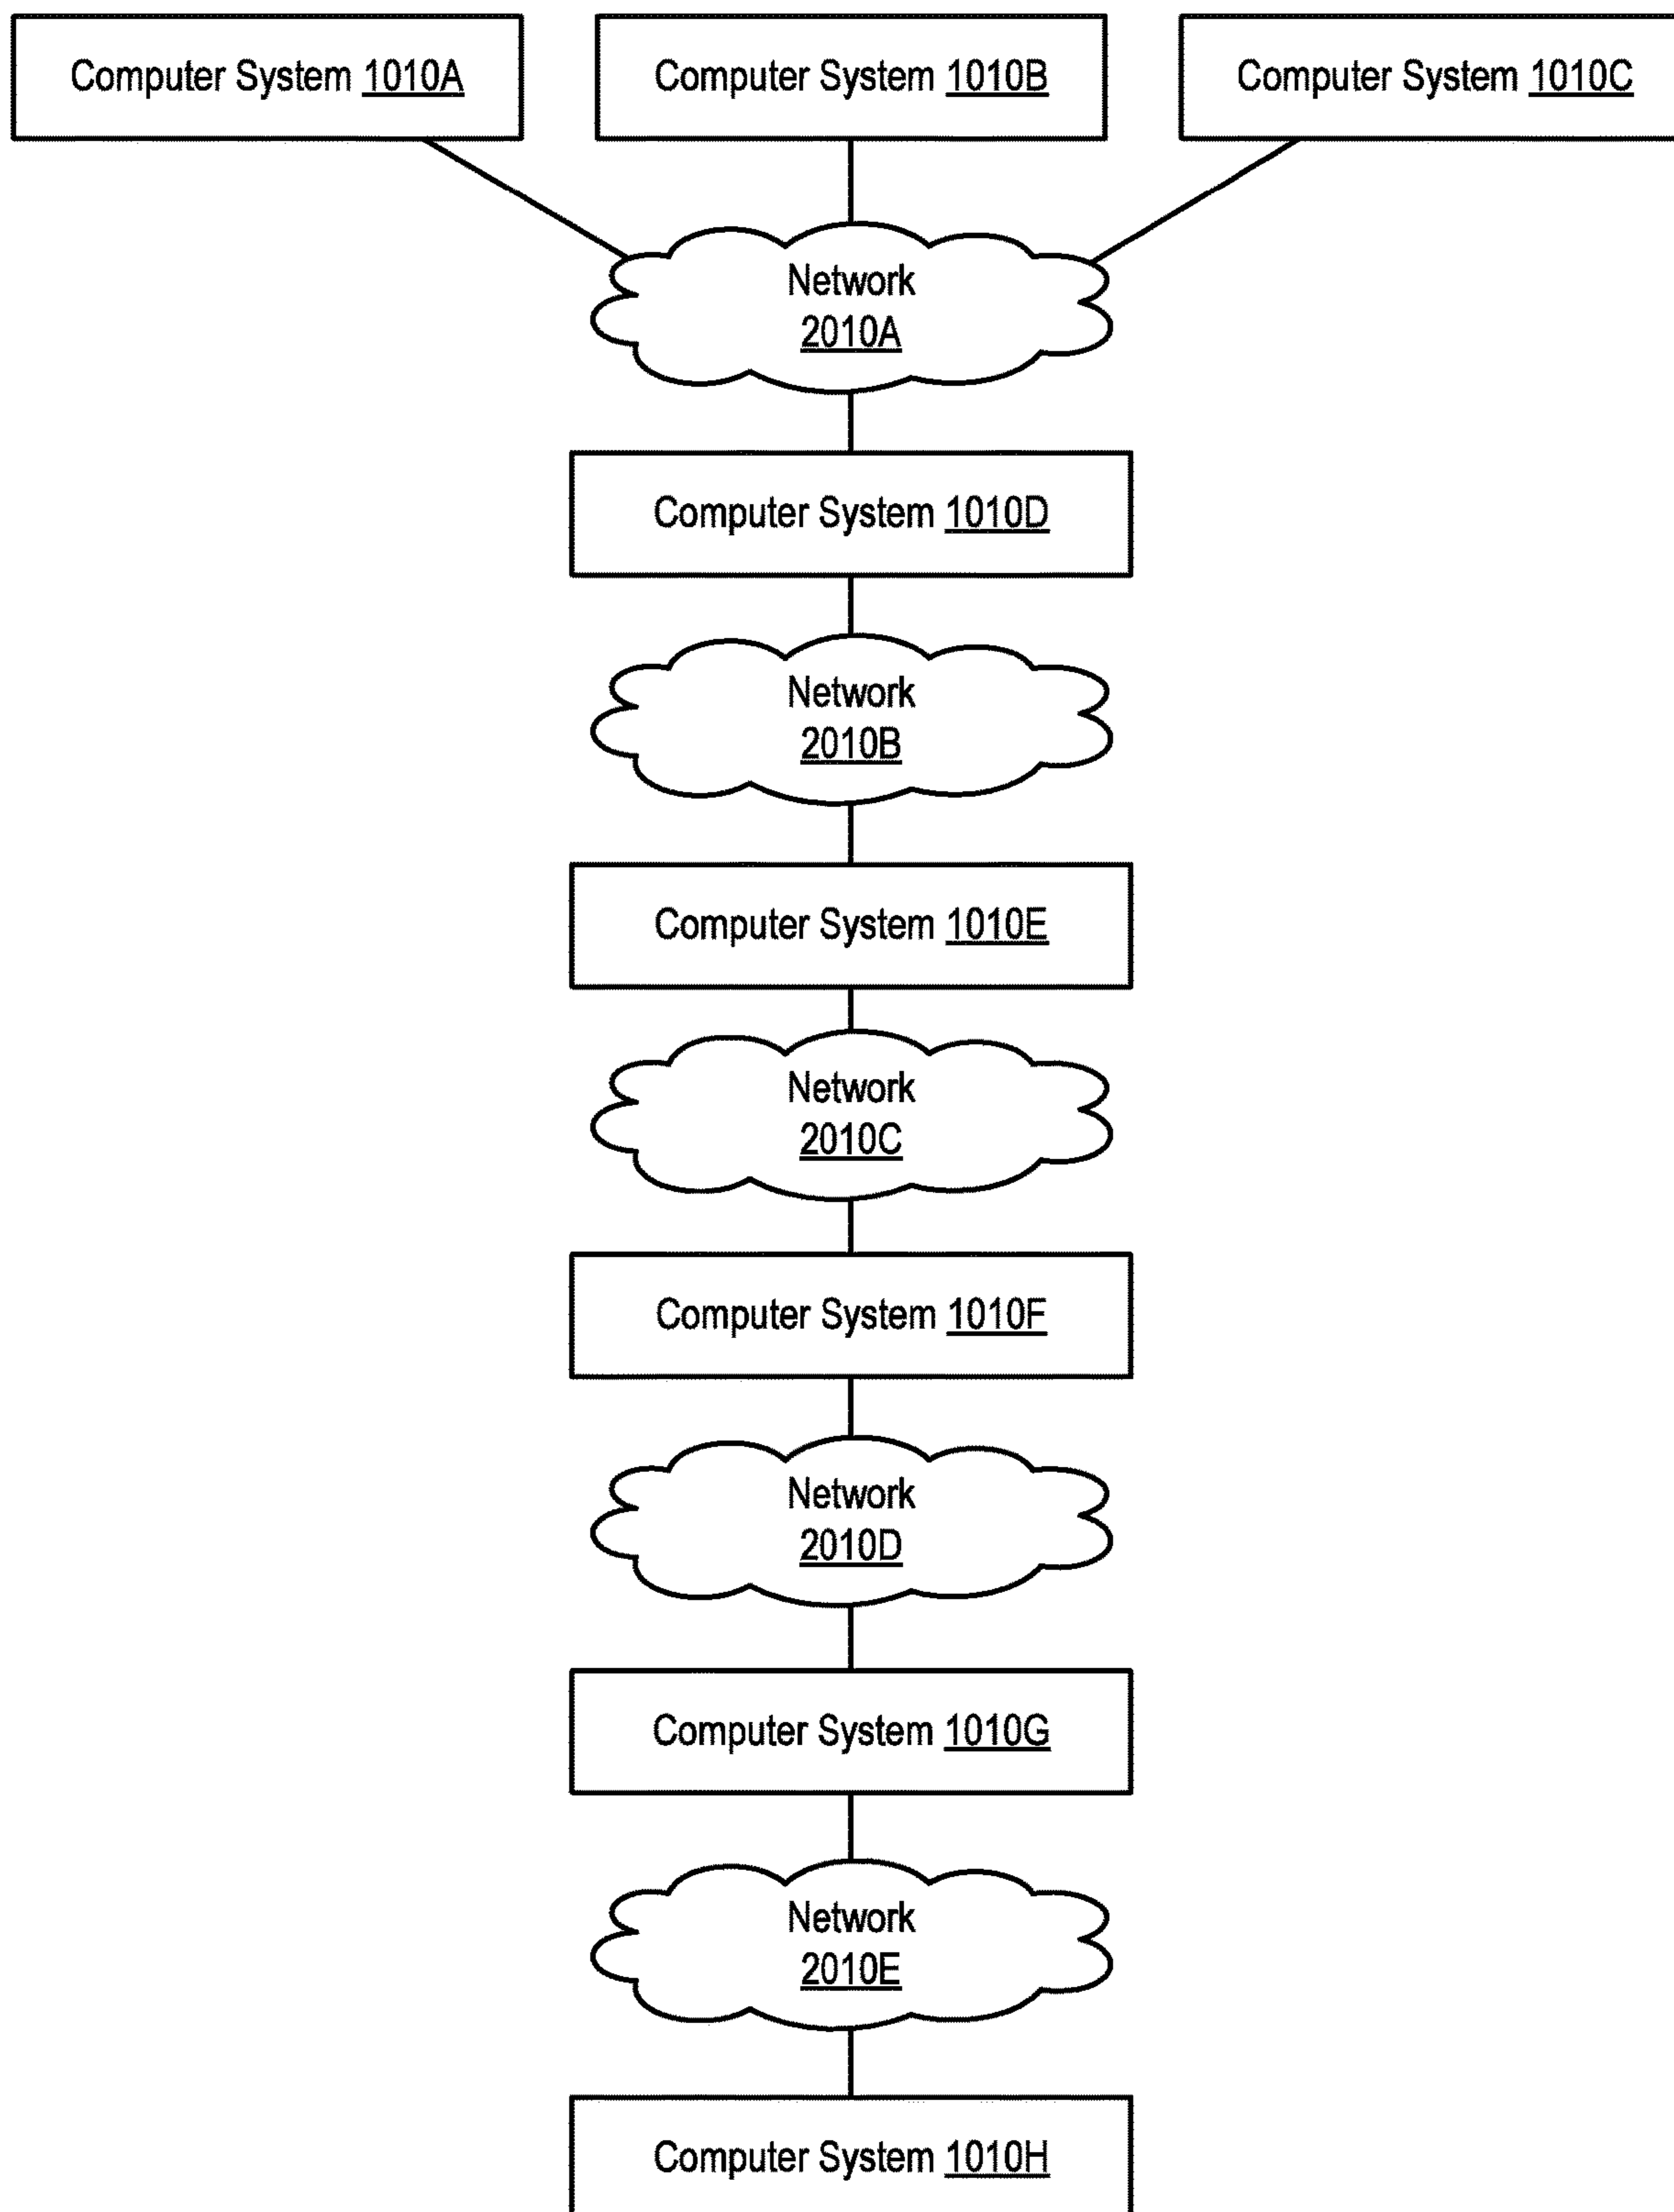 Computer System 1010A
Computer System 1010B
Computer System 1010C
Network
2010A
Computer System 1010D
Network
2010B
Computer System 1010E
Network
2010C
Computer System 1010F
Network
2010D
Computer System 1010G
Network
2010E
Computer System 1010H